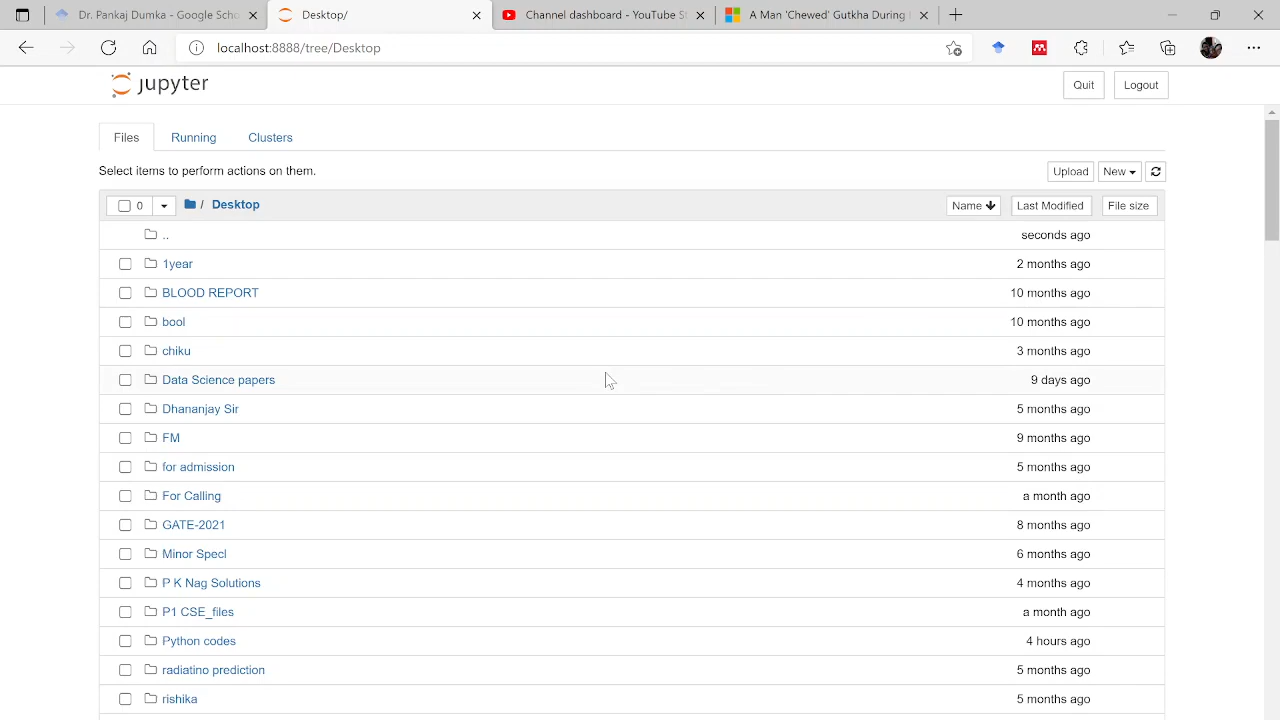 Dr. Pankaj Dumka - Google Scho
Desktop/
Channel dashboard - YouTube St
A Man 'Chewed' Gutkha During I
localhost:8888/tree/Desktop
jupyter
Quit
Logout
Files
Running
Clusters
Select items to perform actions on them.
Upload
New
0
/ Desktop
Name
Last Modified
File size
..
seconds ago
1year
2 months ago
BLOOD REPORT
10 months ago
bool
10 months ago
chiku
3 months ago
Data Science papers
9 days ago
Dhananjay Sir
5 months ago
FM
9 months ago
for admission
5 months ago
For Calling
a month ago
GATE-2021
8 months ago
Minor Specl
6 months ago
P K Nag Solutions
4 months ago
P1 CSE_files
a month ago
Python codes
4 hours ago
radiatino prediction
5 months ago
rishika
5 months ago